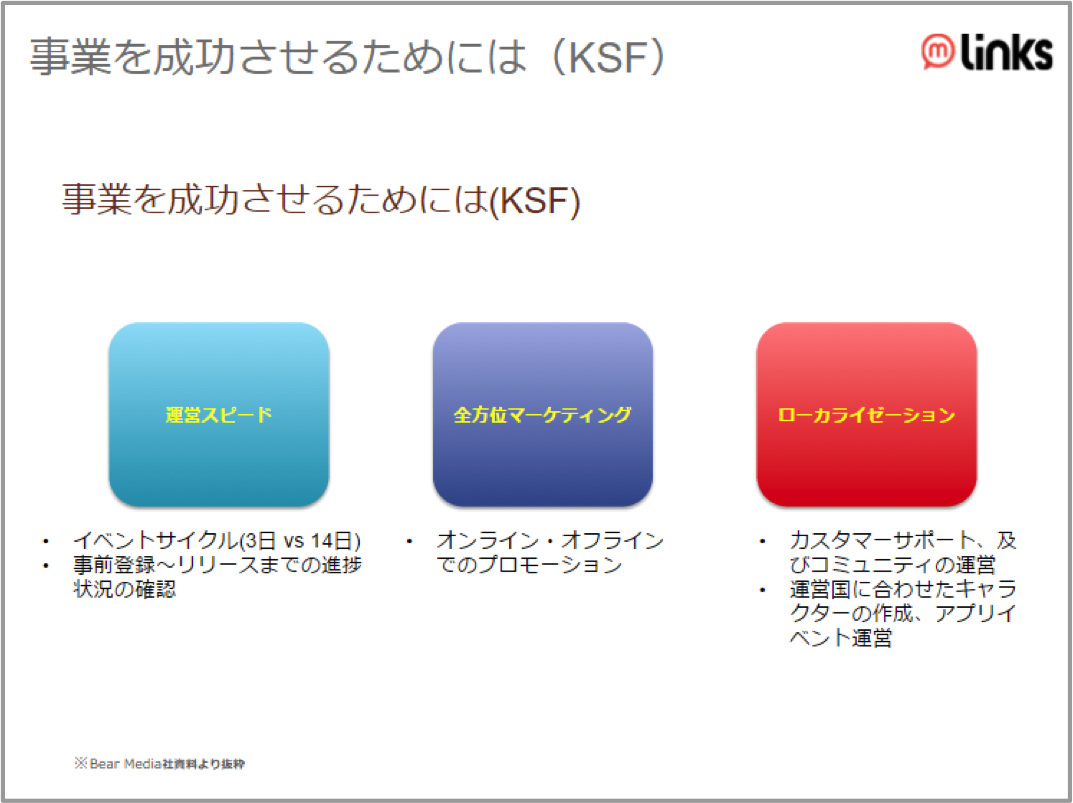 事業を成功させるためには（KSF）
m links
事業を成功させるためには(KSF)
運営スピード
全方位マーケティング
ローカライゼーション
• イベントサイクル(3日 vs 14日)
• 事前登録～リリースまでの進捗
状況の確認
• オンライン・オフライン
でのプロモーション
• カスタマーサポート、及
びコミュニティの運営
• 運営国に合わせたキャラ
クターの作成、アプリイ
ベント運営
※Bear Media社資料より抜粋